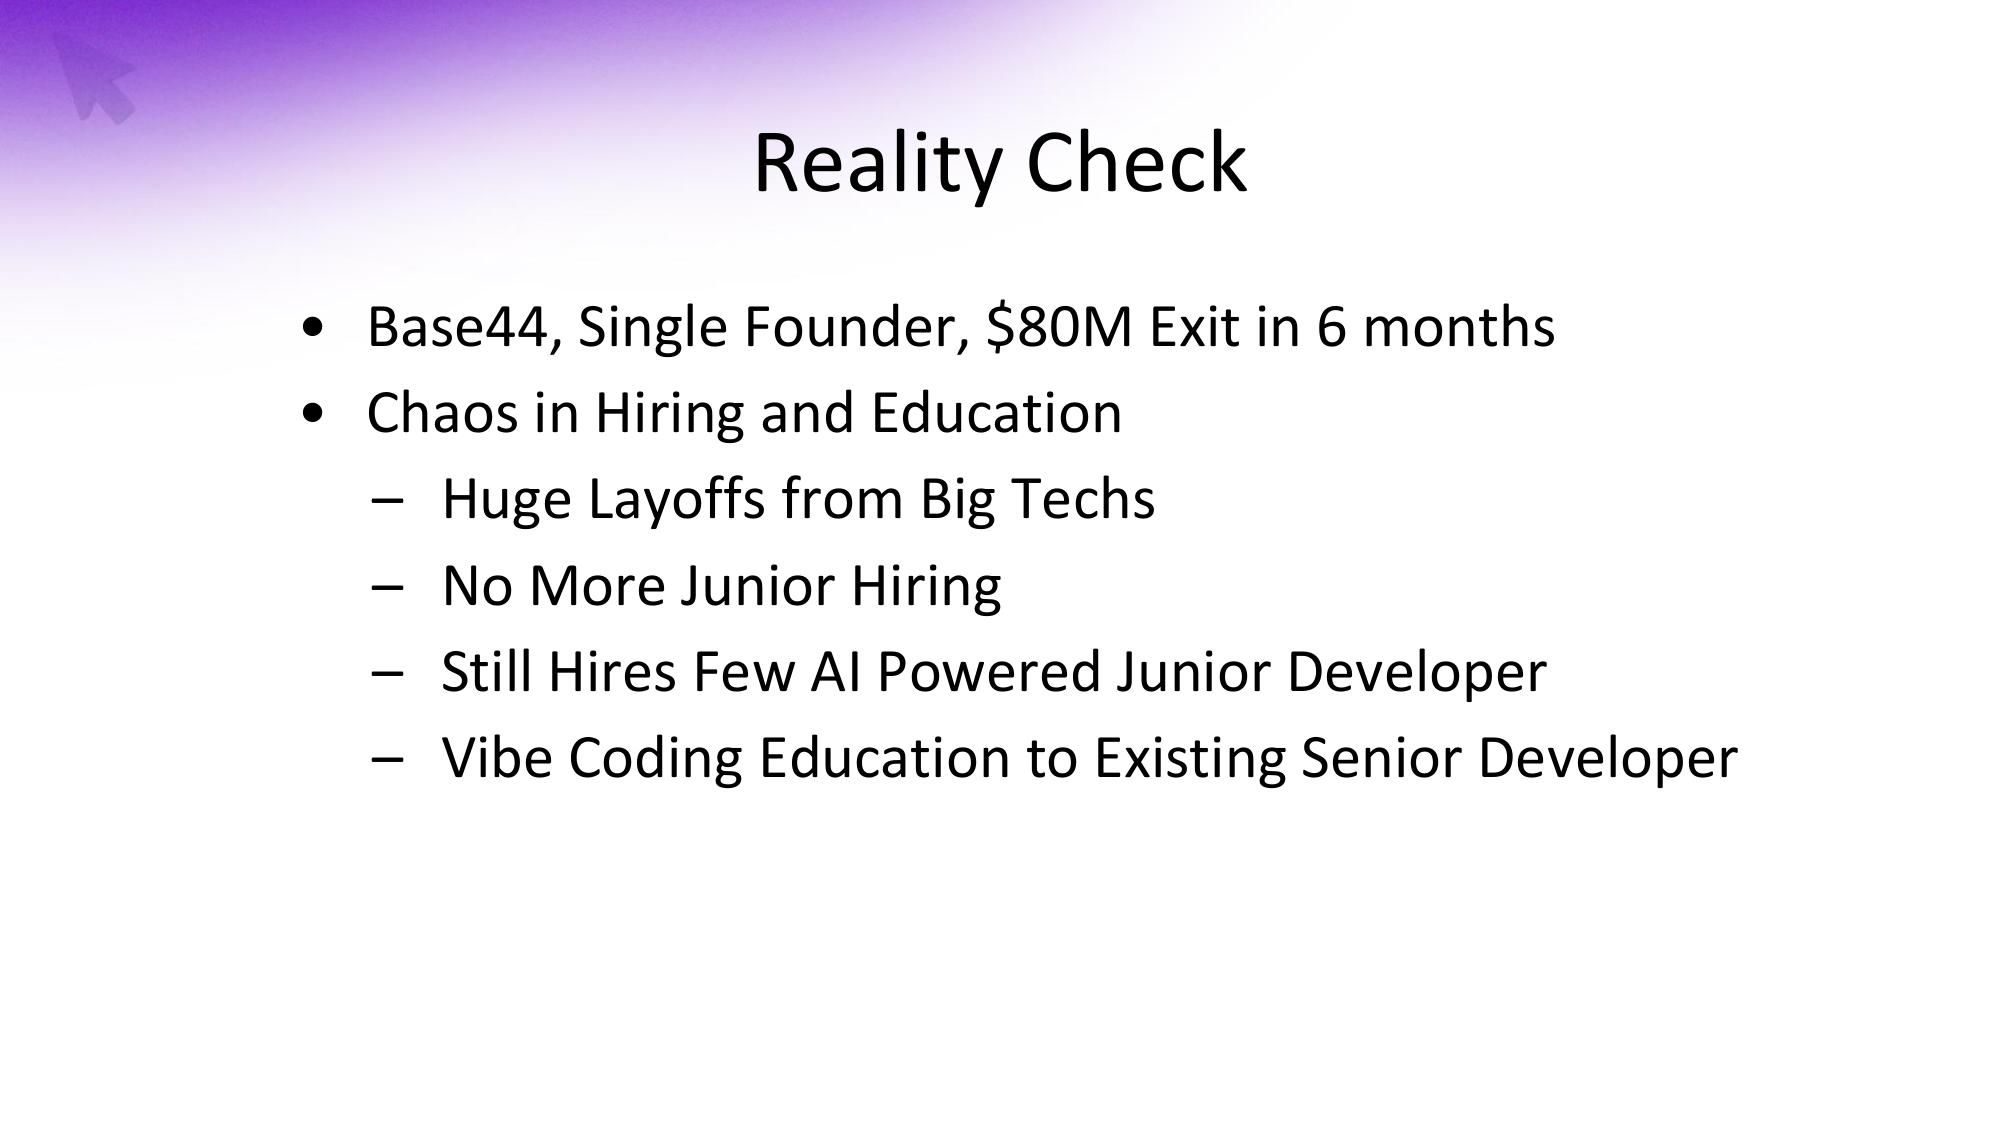 Reality Check
• Base44, Single Founder, $80M Exit in 6 months
• Chaos in Hiring and Education
– Huge Layoffs from Big Techs
– No More Junior Hiring
– Still Hires Few AI Powered Junior Developer
– Vibe Coding Education to Existing Senior Developer